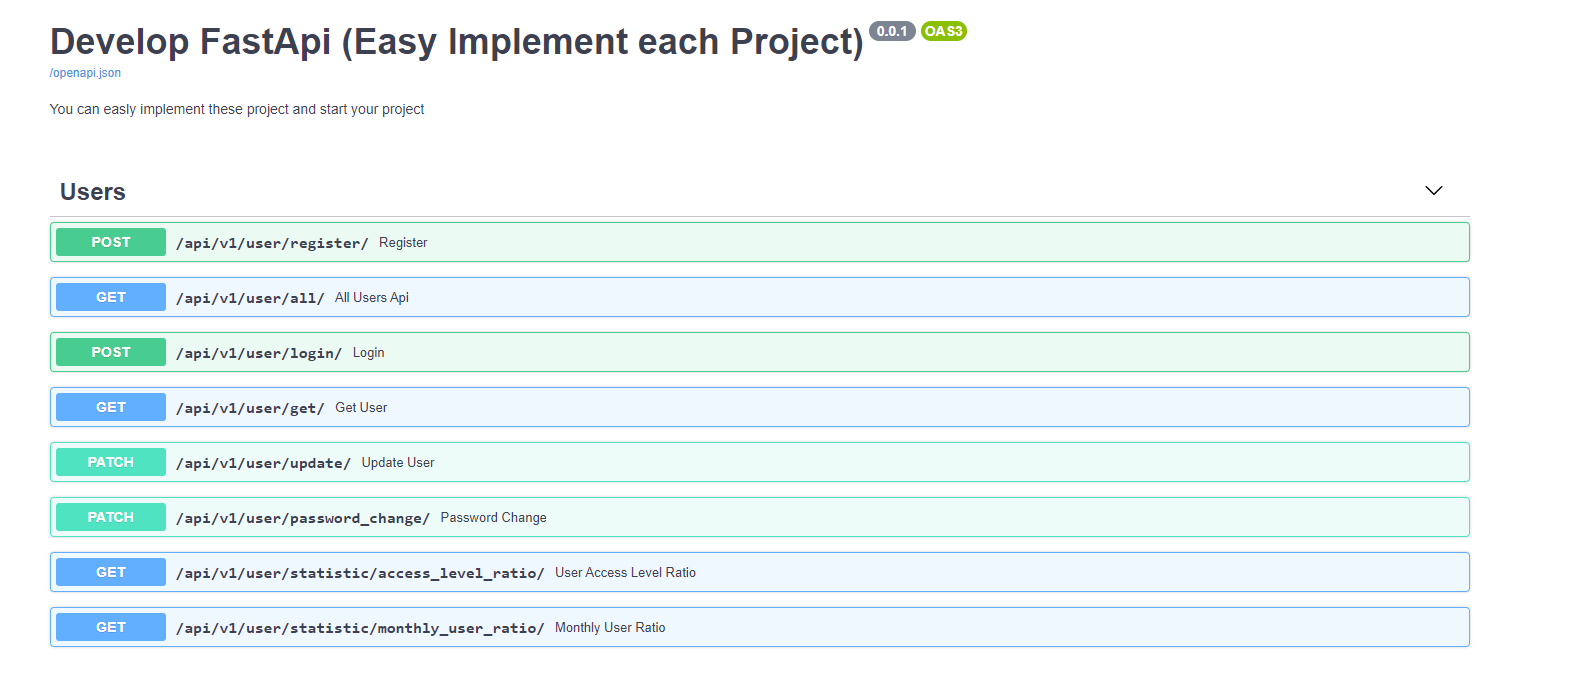 Develop FastApi (Easy Implement each Project) 0.0.1 OAS3
/openapi.json
You can easly implement these project and start your project
Users
POST /api/v1/user/register/ Register
GET /api/v1/user/all/ All Users Api
POST /api/v1/user/login/ Login
GET /api/v1/user/get/ Get User
PATCH /api/v1/user/update/ Update User
PATCH /api/v1/user/password_change/ Password Change
GET /api/v1/user/statistic/access_level_ratio/ User Access Level Ratio
GET /api/v1/user/statistic/monthly_user_ratio/ Monthly User Ratio